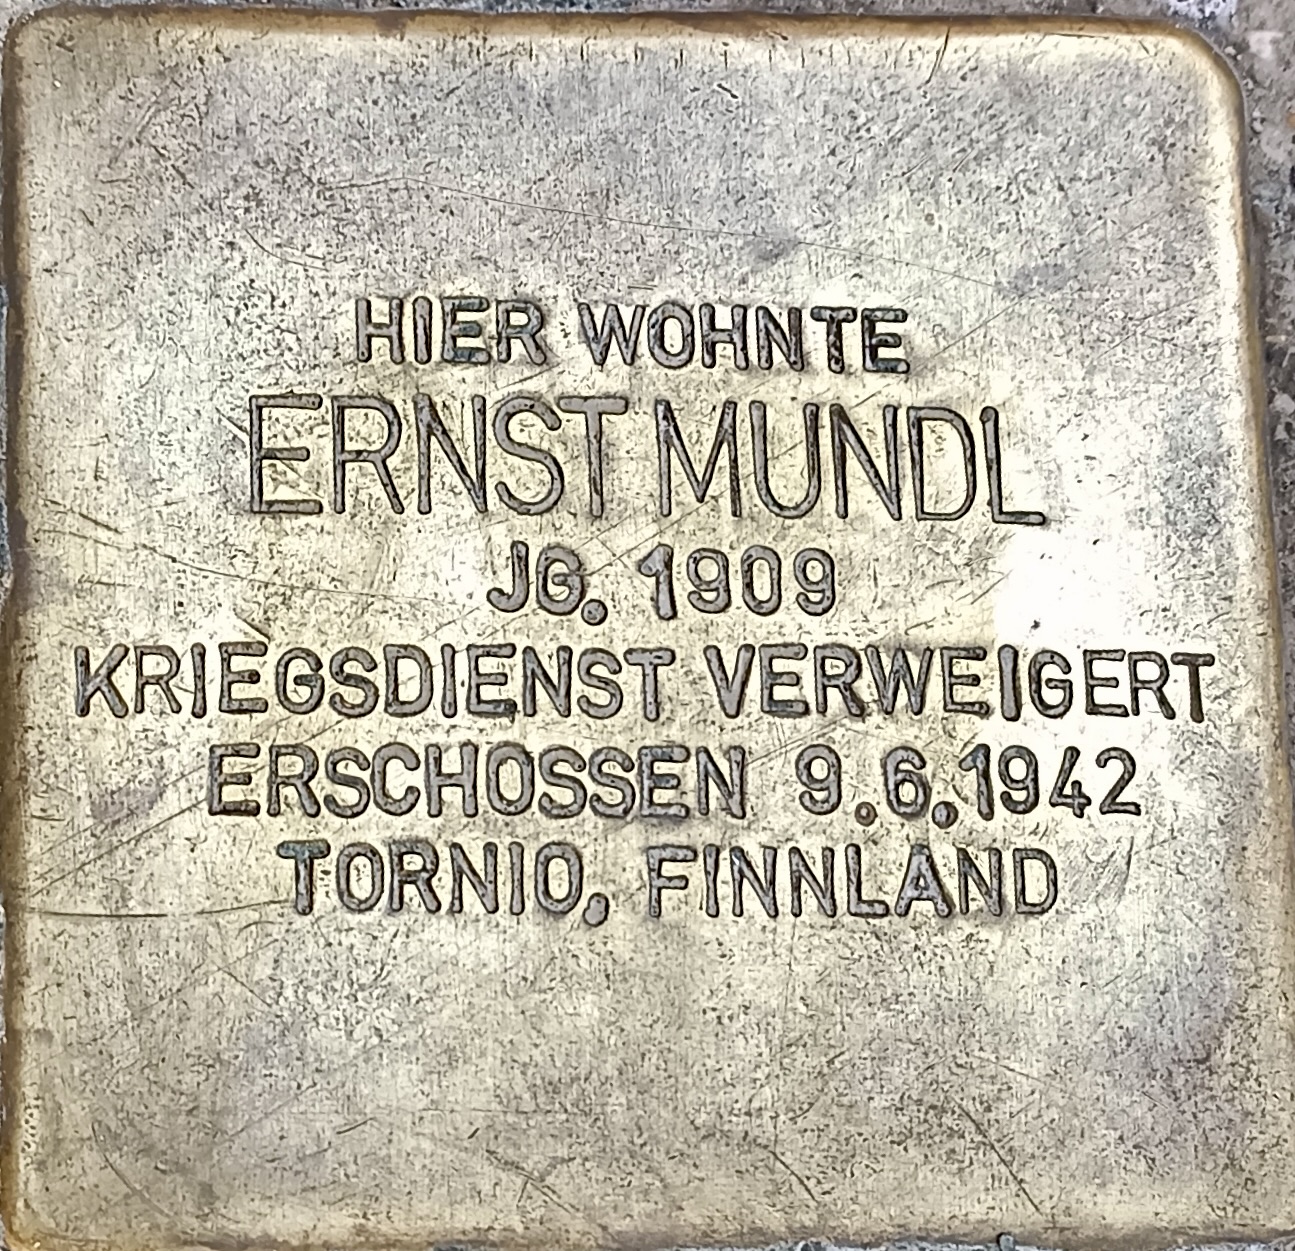 HIER WOHNTE
ERNST MUNDL
JG. 1909
KRIEGSDIENST VERWEIGERT
ERSCHOSSEN 9.6.1942
TORNIO, FINNLAND